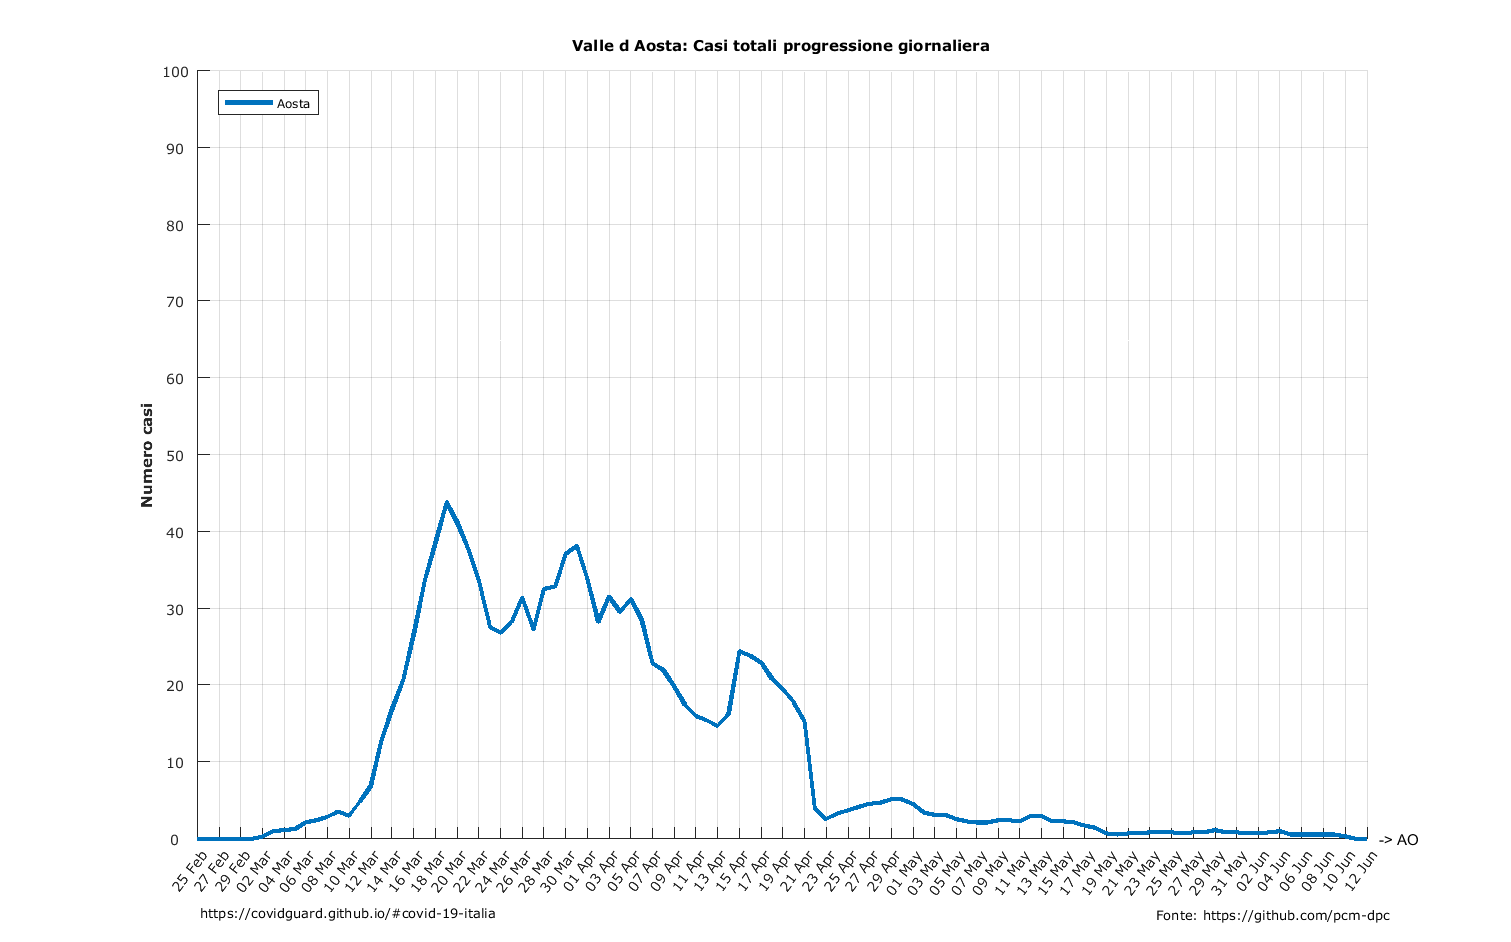 Valle d Aosta: Casi totali progressione giornaliera
Aosta
Numero casi
100
90
80
70
60
50
40
30
20
10
0
25 Feb
27 Feb
29 Feb
02 Mar
04 Mar
06 Mar
08 Mar
10 Mar
12 Mar
14 Mar
16 Mar
18 Mar
20 Mar
22 Mar
24 Mar
26 Mar
28 Mar
30 Mar
01 Apr
03 Apr
05 Apr
07 Apr
09 Apr
11 Apr
13 Apr
15 Apr
17 Apr
19 Apr
21 Apr
23 Apr
25 Apr
27 Apr
29 Apr
01 May
03 May
05 May
07 May
09 May
11 May
13 May
15 May
17 May
19 May
21 May
23 May
25 May
27 May
29 May
31 May
02 Jun
04 Jun
06 Jun
08 Jun
10 Jun
12 Jun
-> AO
https://covidguard.github.io/#covid-19-italia
Fonte: https://github.com/pcm-dpc